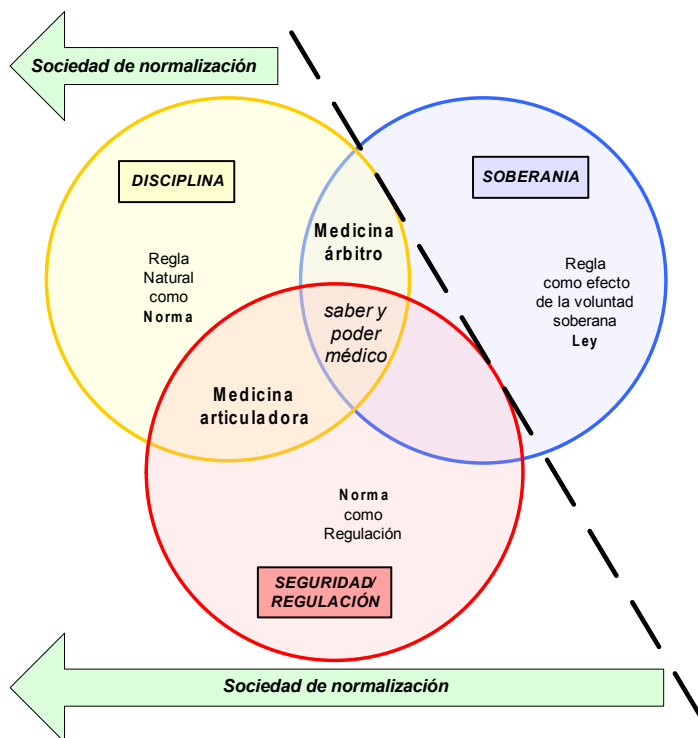 Sociedad de normalización
DISCIPLINA
SOBERANIA
Medicina
árbitro
Regla
Natural
como
Norma
Regla
como efecto
de la voluntad
soberana
Ley
saber y
poder
médico
Medicina
articuladora
Norma
como
Regulación
SEGURIDAD/
REGULACIÓN
Sociedad de normalización